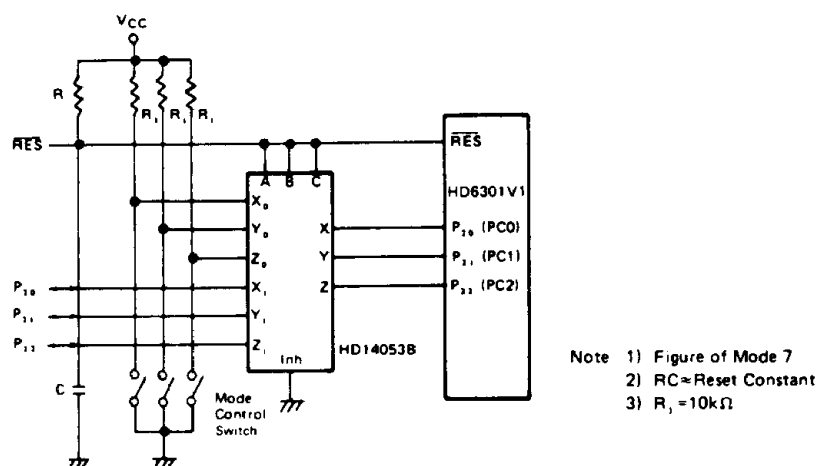 VCC
R
R₁ R₁ R₁
RES
A B C
RES
HD6301V1
X₀
Y₀
Z₀
X₁
Y₁
Z₁
X
Y
Z
P₂₀ (PC0)
P₂₁ (PC1)
P₂₂ (PC2)
P₂₀
P₂₁
P₂₂
Inh
HD14053B
C
Mode
Control
Switch
Note 1) Figure of Mode 7
2) RC≈Reset Constant
3) R₁=10kΩ